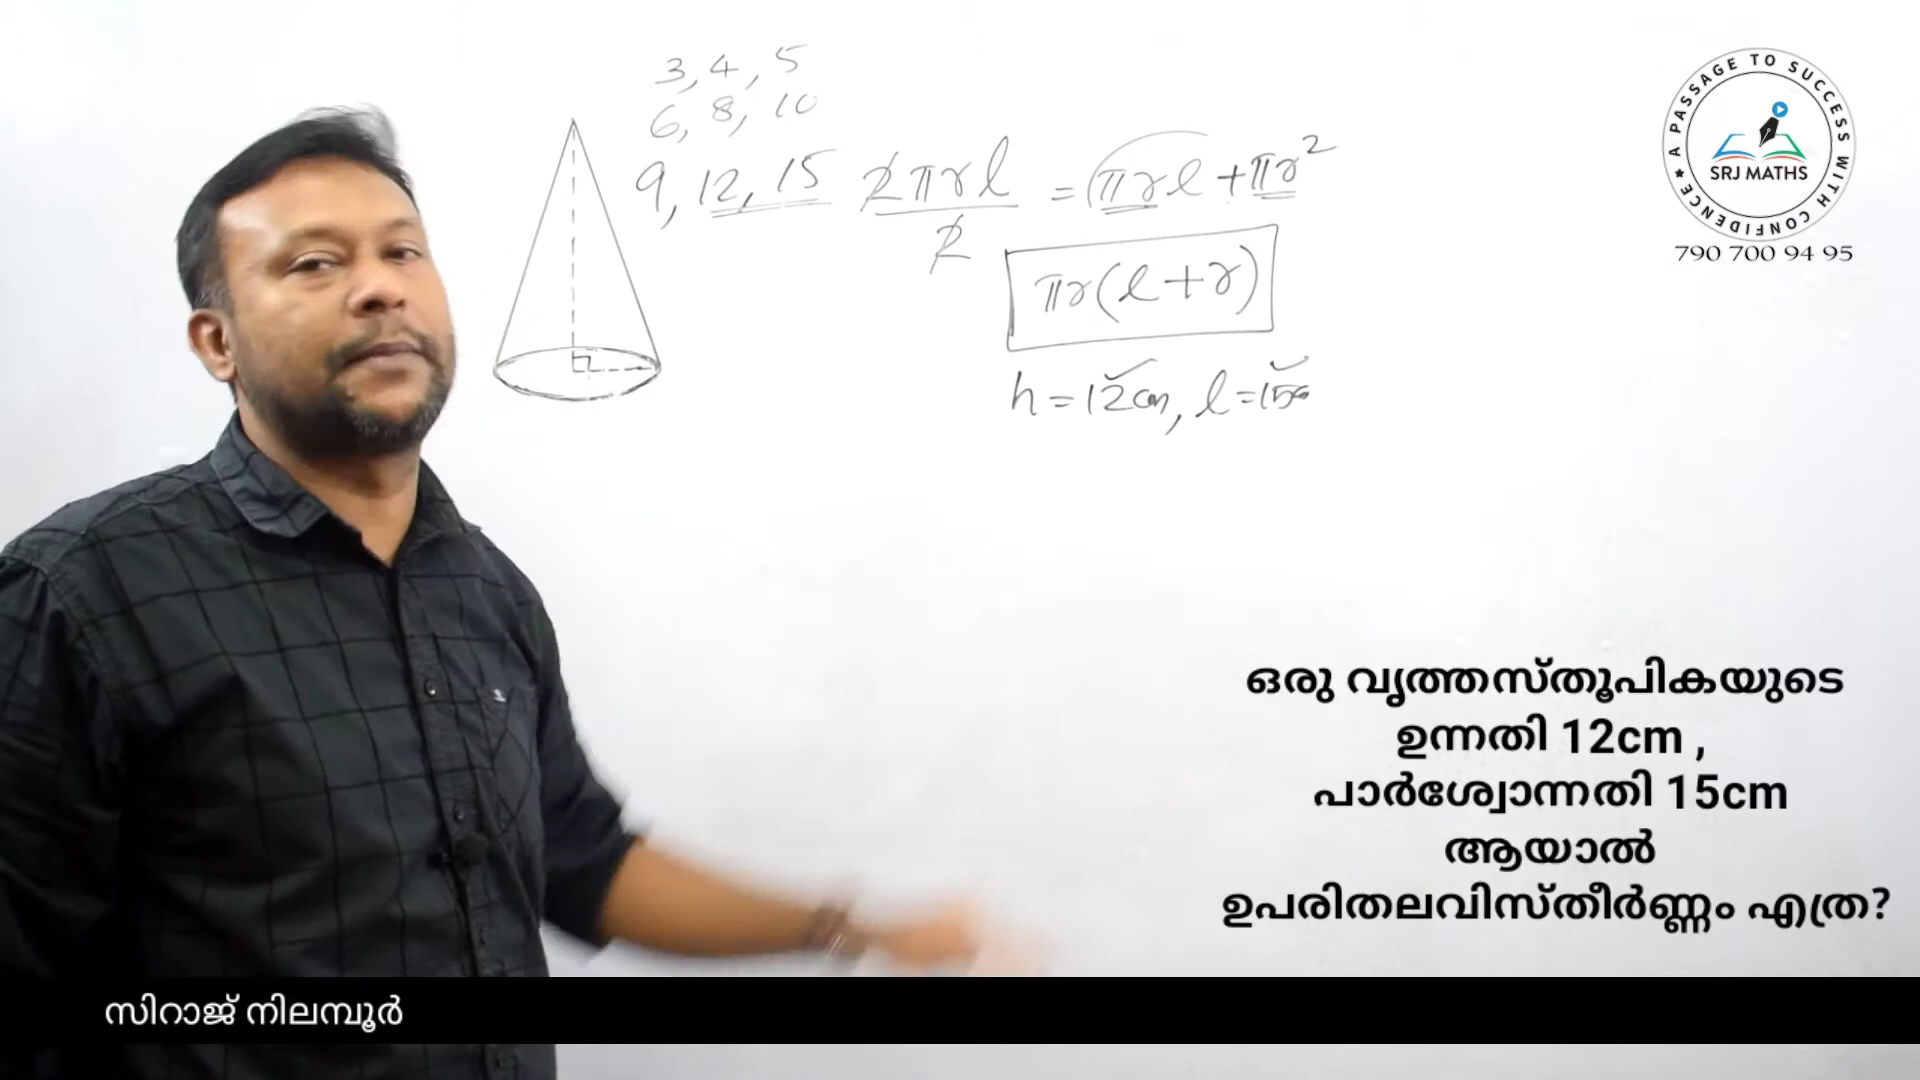 3, 4, 5
6, 8, 10
9, 12, 15 2πrl/2 = πrl + πr²
πr(l+r)
h = 12cm, l = 15
A PASSAGE TO SUCCESS WITH CONFIDENCE
SRJ MATHS
790 700 94 95
ഒരു വൃത്തസ്തൂപികയുടെ
ഉന്നതി 12cm ,
പാർശ്വോന്നതി 15cm
ആയാൽ
ഉപരിതലവിസ്തീർണ്ണം എത്ര?
സിറാജ് നിലമ്പൂർ